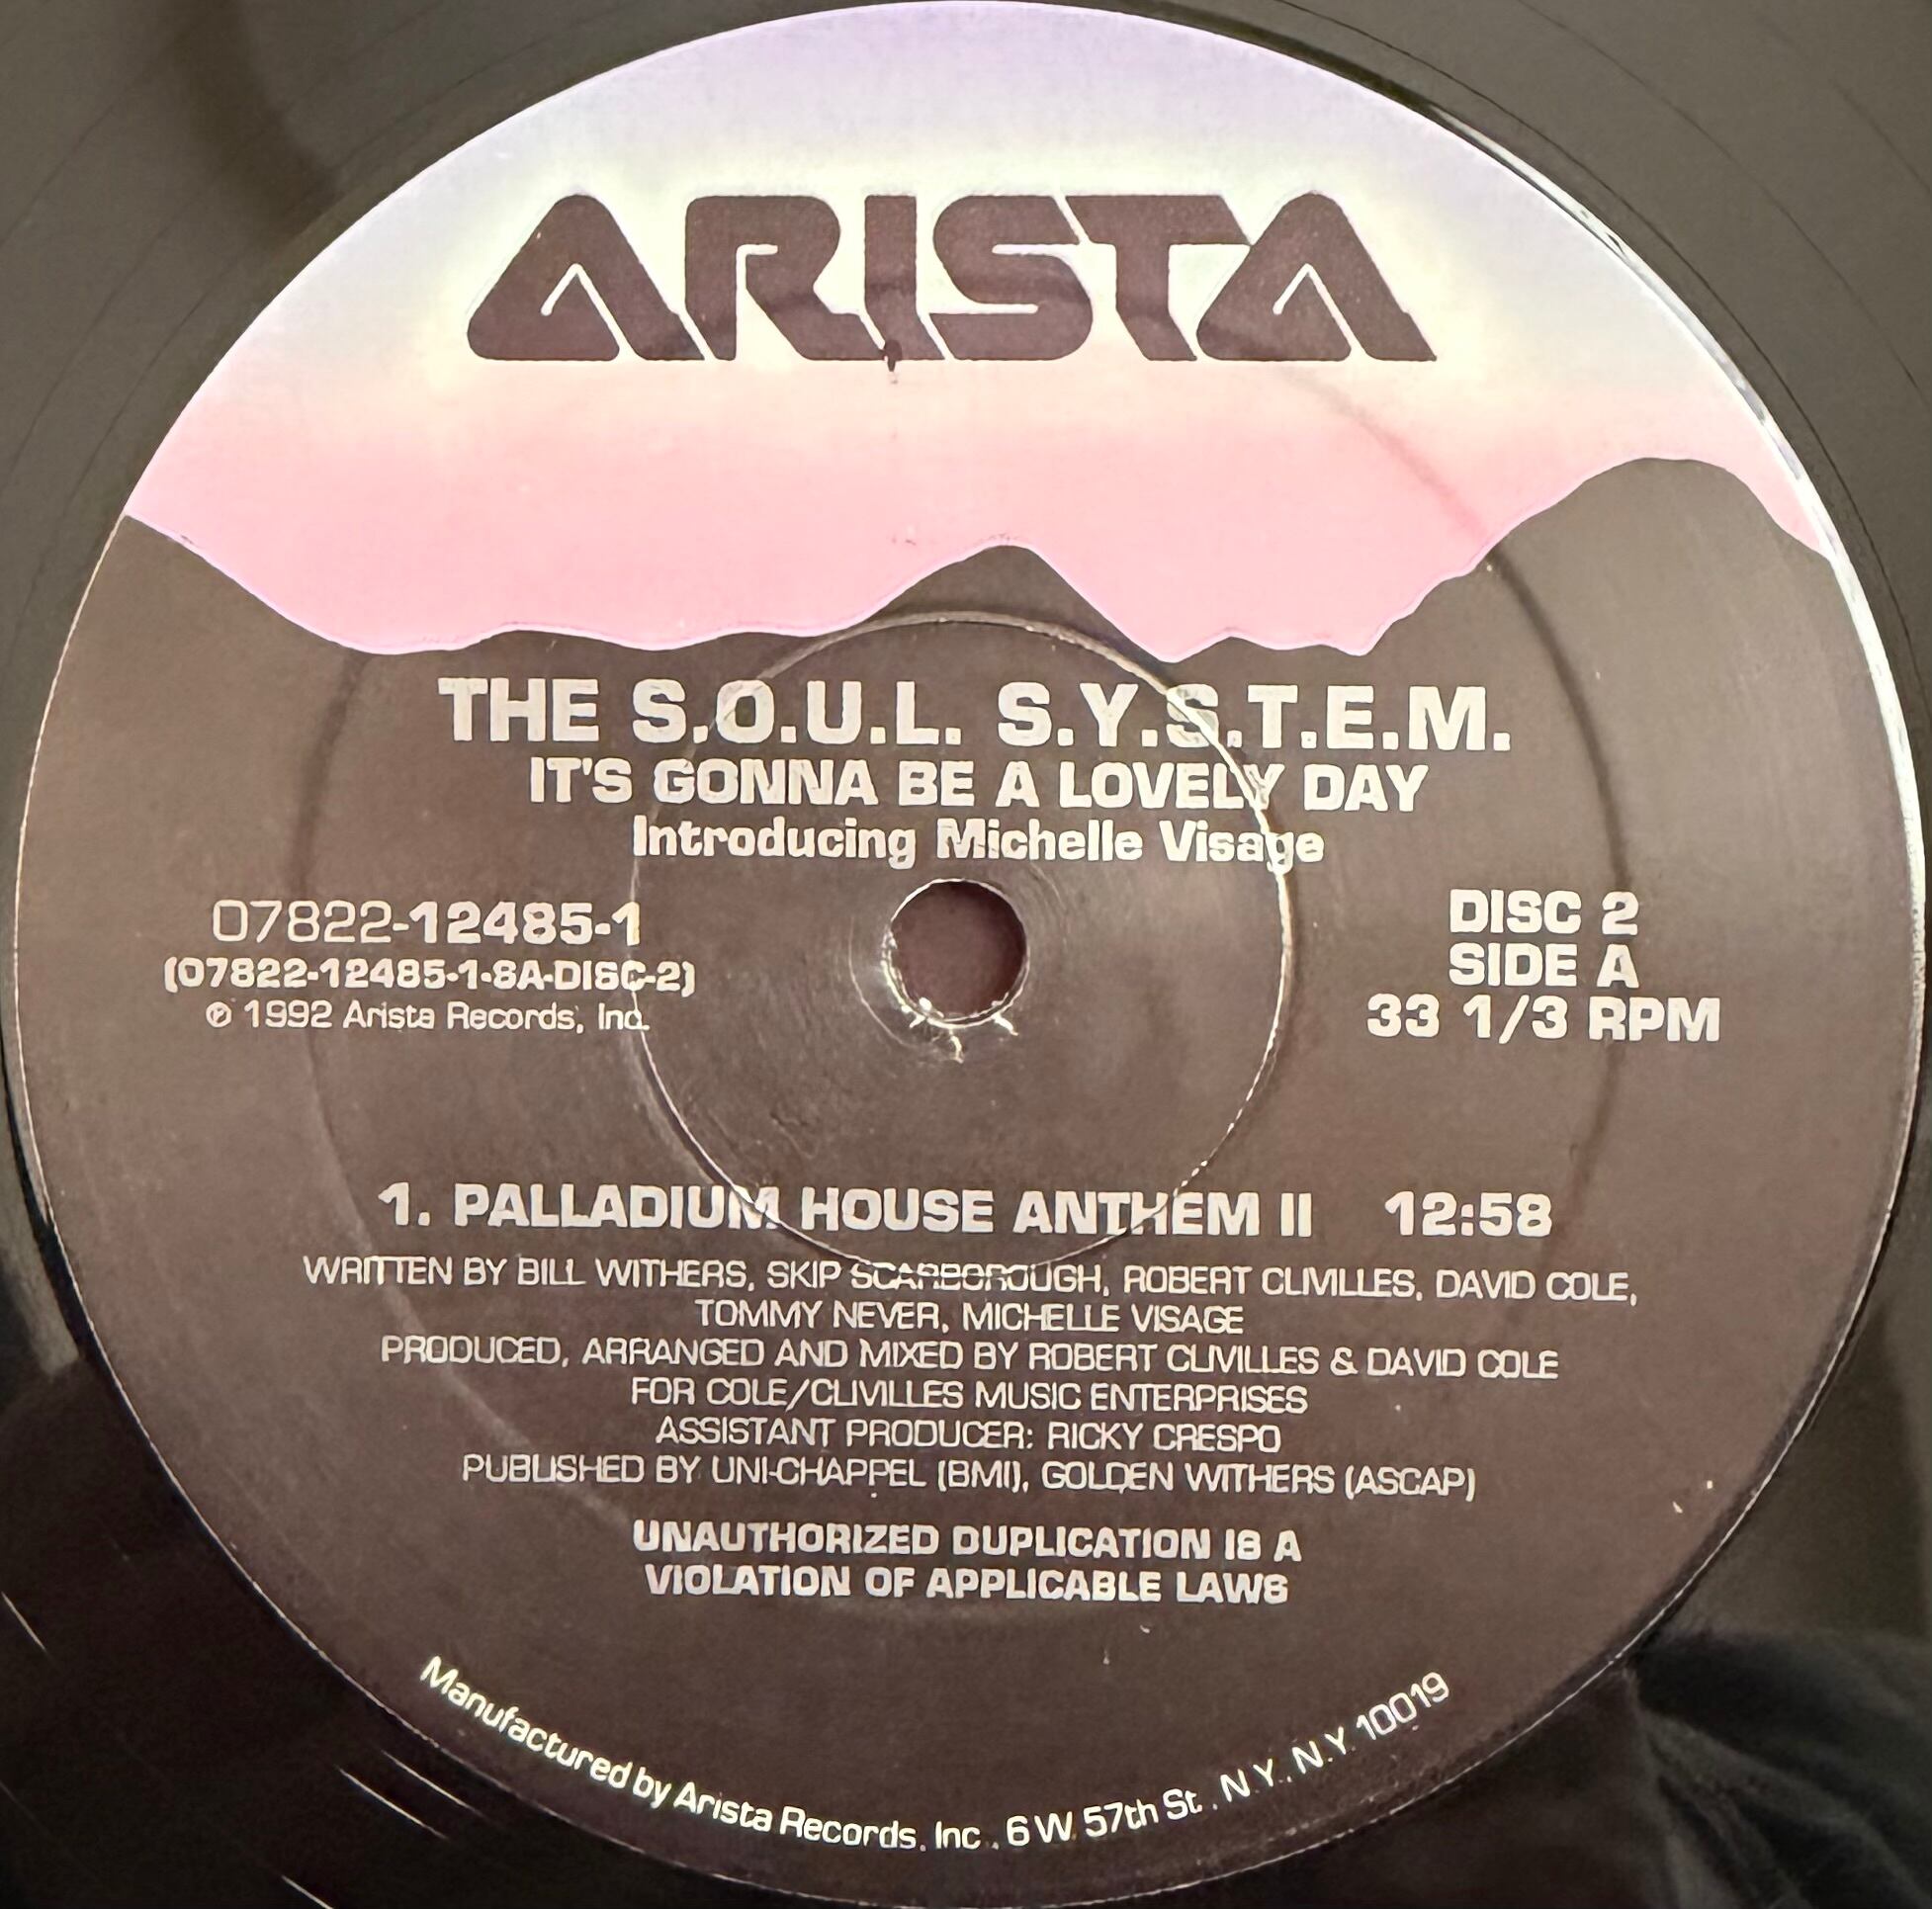 ARISTA
THE S.O.U.L. S.Y.S.T.E.M.
IT'S GONNA BE A LOVELY DAY
Introducing Michelle Visage
07822-12485-1
(07822-12485-1-SA-DISC-2)
℗ 1992 Arista Records, Inc.
DISC 2
SIDE A
33 1/3 RPM
1. PALLADIUM HOUSE ANTHEM II 12:58
WRITTEN BY BILL WITHERS, SKIP SCARBOROUGH, ROBERT CLIVILLES, DAVID COLE,
TOMMY NEVER, MICHELLE VISAGE
PRODUCED, ARRANGED AND MIXED BY ROBERT CLIVILLES & DAVID COLE
FOR COLE/CLIVILLES MUSIC ENTERPRISES
ASSISTANT PRODUCER: RICKY CRESPO
PUBLISHED BY UNI-CHAPPEL (BMI), GOLDEN WITHERS (ASCAP)
UNAUTHORIZED DUPLICATION IS A
VIOLATION OF APPLICABLE LAWS
Manufactured by Arista Records, Inc., 6 W. 57th St., N.Y., N.Y. 10019